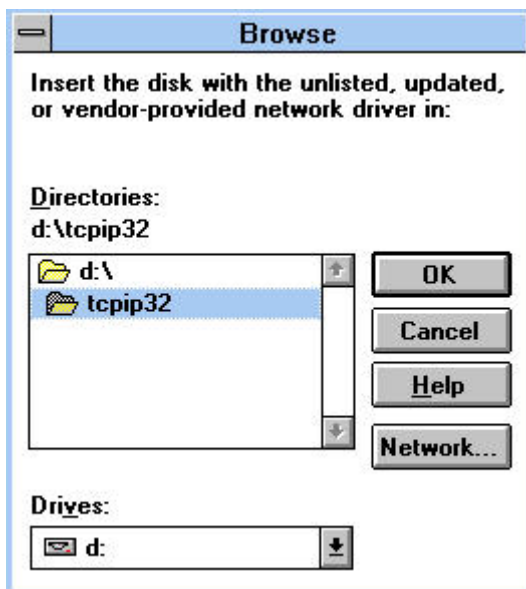 Browse
Insert the disk with the unlisted, updated,
or vendor-provided network driver in:
Directories:
d:\tcpip32
d:\
tcpip32
OK
Cancel
Help
Network...
Drives:
d: